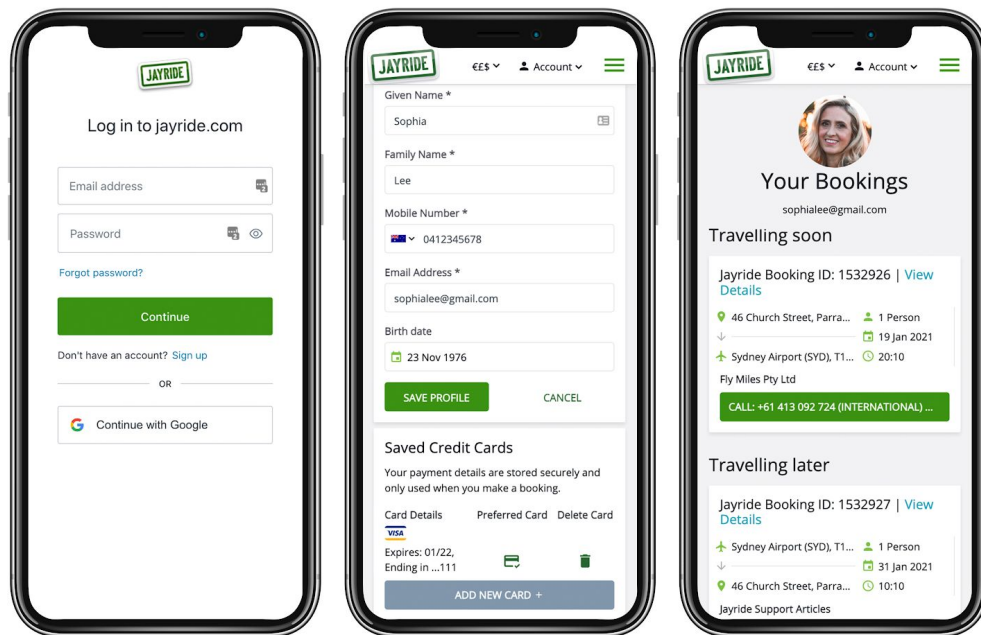 JAYRIDE
Log in to jayride.com
Email address
Password
Forgot password?
Continue
Don't have an account? Sign up
OR
Continue with Google
JAYRIDE
€£$
Account
Given Name *
Sophia
Family Name *
Lee
Mobile Number *
0412345678
Email Address *
sophialee@gmail.com
Birth date
23 Nov 1976
SAVE PROFILE
CANCEL
Saved Credit Cards
Your payment details are stored securely and
only used when you make a booking.
Card Details Preferred Card Delete Card
VISA
Expires: 01/22,
Ending in ...111
ADD NEW CARD +
JAYRIDE
€£$
Account
Your Bookings
sophialee@gmail.com
Travelling soon
Jayride Booking ID: 1532926 | View
Details
46 Church Street, Parra... 1 Person
19 Jan 2021
Sydney Airport (SYD), T1... 20:10
Fly Miles Pty Ltd
CALL: +61 413 092 724 (INTERNATIONAL) ...
Travelling later
Jayride Booking ID: 1532927 | View
Details
Sydney Airport (SYD), T1... 1 Person
31 Jan 2021
46 Church Street, Parra... 10:10
Jayride Support Articles